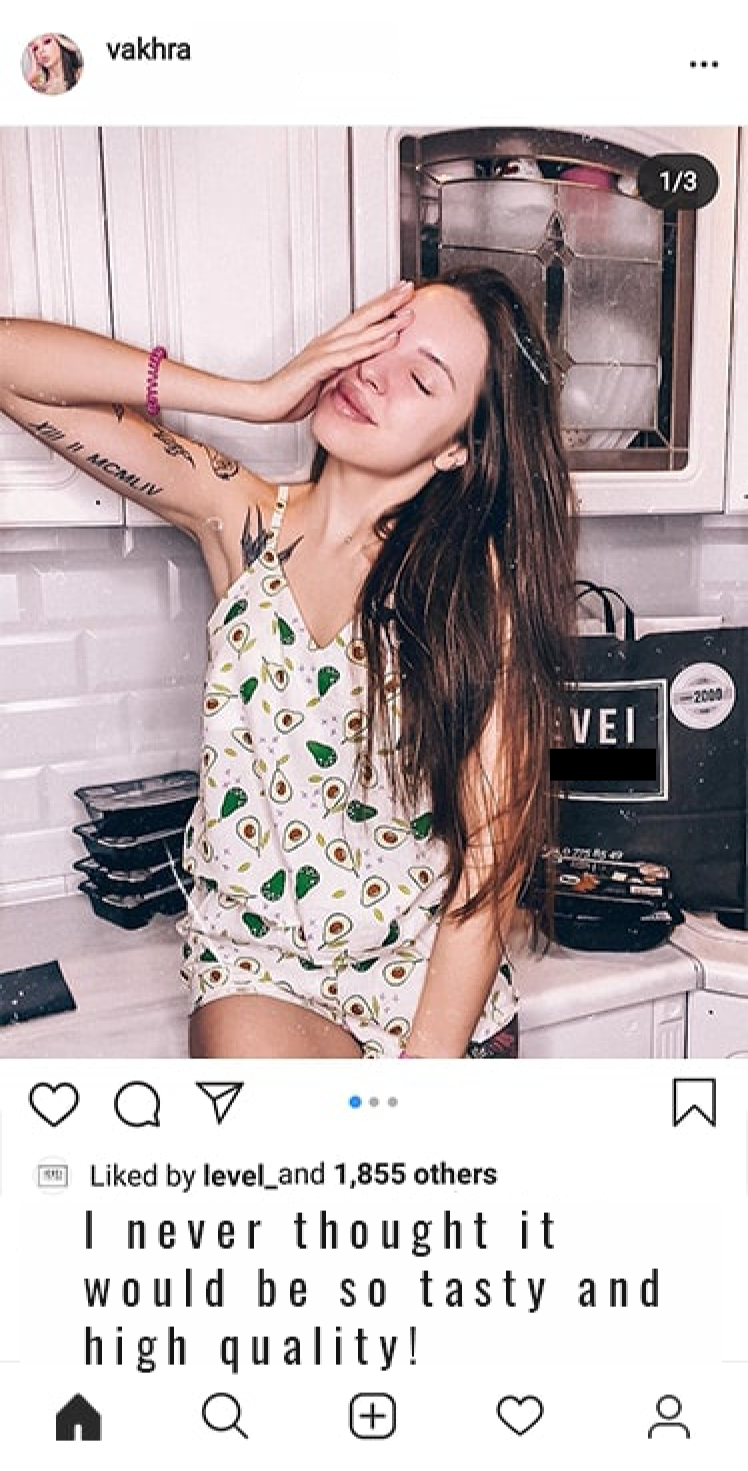 vakhra
1/3
XIII II MCMLIV
2000
VEI
Liked by level_and 1,855 others
I never thought it
would be so tasty and
high quality!